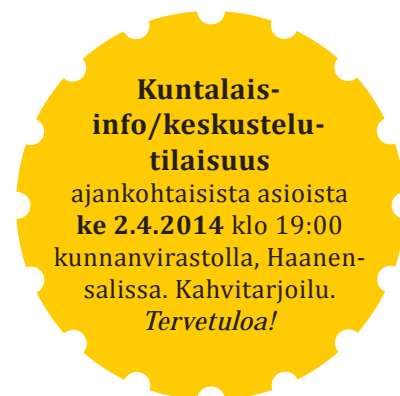 Kuntalais-
info/keskustelu-
tilaisuus
ajankohtaisista asioista
ke 2.4.2014 klo 19:00
kunnanvirastolla, Haanen-
salissa. Kahvitarjoilu.
Tervetuloa!